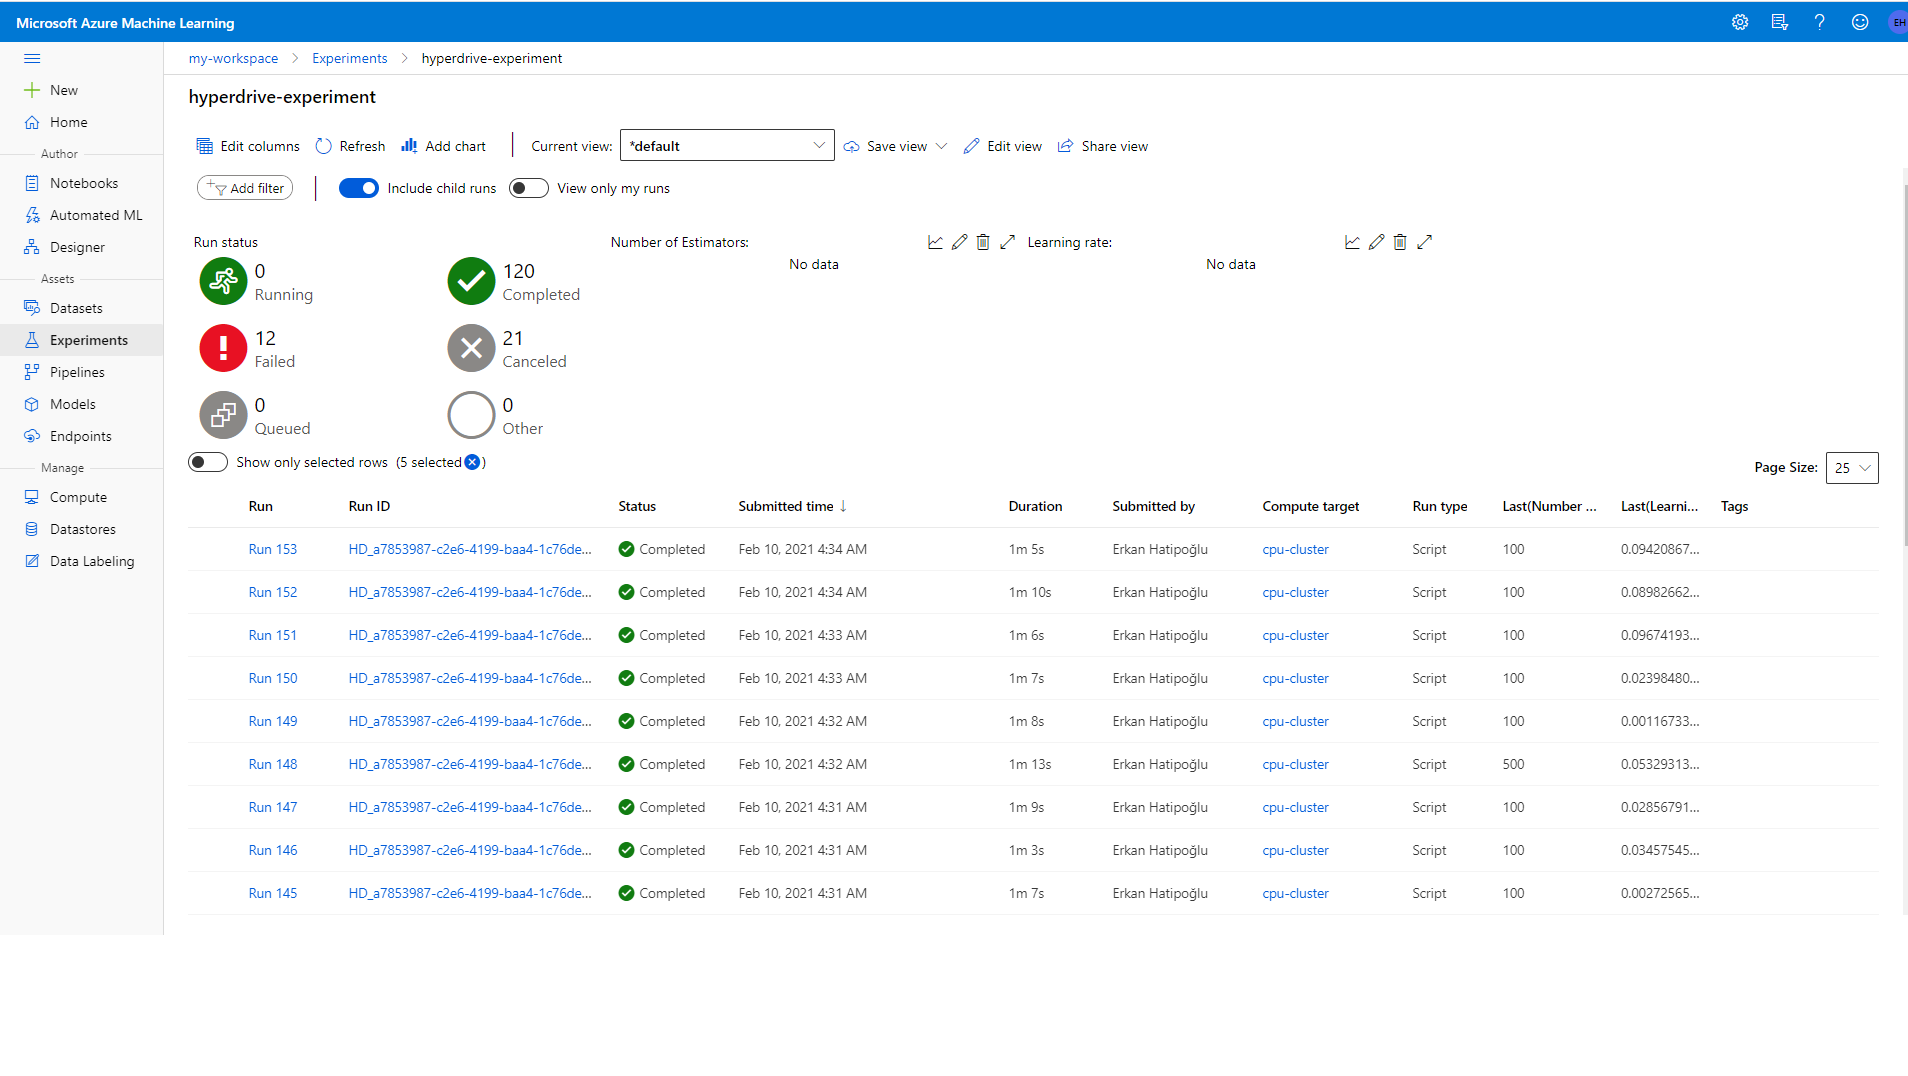 Microsoft Azure Machine Learning
EH
my-workspace > Experiments > hyperdrive-experiment
New
Home
Author
Notebooks
Automated ML
Designer
Assets
Datasets
Experiments
Pipelines
Models
Endpoints
Manage
Compute
Datastores
Data Labeling
hyperdrive-experiment
Edit columns Refresh Add chart Current view: *default Save view Edit view Share view
Add filter Include child runs View only my runs
Run status
0 Running
120 Completed
12 Failed
21 Canceled
0 Queued
0 Other
Number of Estimators:
No data
Learning rate:
No data
Show only selected rows (5 selected )
Page Size: 25
Run Run ID Status Submitted time ↓ Duration Submitted by Compute target Run type Last(Number ... Last(Learni... Tags
Run 153 HD_a7853987-c2e6-4199-baa4-1c76de... Completed Feb 10, 2021 4:34 AM 1m 5s Erkan Hatipoğlu cpu-cluster Script 100 0.09420867...
Run 152 HD_a7853987-c2e6-4199-baa4-1c76de... Completed Feb 10, 2021 4:34 AM 1m 10s Erkan Hatipoğlu cpu-cluster Script 100 0.08982662...
Run 151 HD_a7853987-c2e6-4199-baa4-1c76de... Completed Feb 10, 2021 4:33 AM 1m 6s Erkan Hatipoğlu cpu-cluster Script 100 0.09674193...
Run 150 HD_a7853987-c2e6-4199-baa4-1c76de... Completed Feb 10, 2021 4:33 AM 1m 7s Erkan Hatipoğlu cpu-cluster Script 100 0.02398480...
Run 149 HD_a7853987-c2e6-4199-baa4-1c76de... Completed Feb 10, 2021 4:32 AM 1m 8s Erkan Hatipoğlu cpu-cluster Script 100 0.00116733...
Run 148 HD_a7853987-c2e6-4199-baa4-1c76de... Completed Feb 10, 2021 4:32 AM 1m 13s Erkan Hatipoğlu cpu-cluster Script 500 0.05329313...
Run 147 HD_a7853987-c2e6-4199-baa4-1c76de... Completed Feb 10, 2021 4:31 AM 1m 9s Erkan Hatipoğlu cpu-cluster Script 100 0.02856791...
Run 146 HD_a7853987-c2e6-4199-baa4-1c76de... Completed Feb 10, 2021 4:31 AM 1m 3s Erkan Hatipoğlu cpu-cluster Script 100 0.03457545...
Run 145 HD_a7853987-c2e6-4199-baa4-1c76de... Completed Feb 10, 2021 4:31 AM 1m 7s Erkan Hatipoğlu cpu-cluster Script 100 0.00272565...